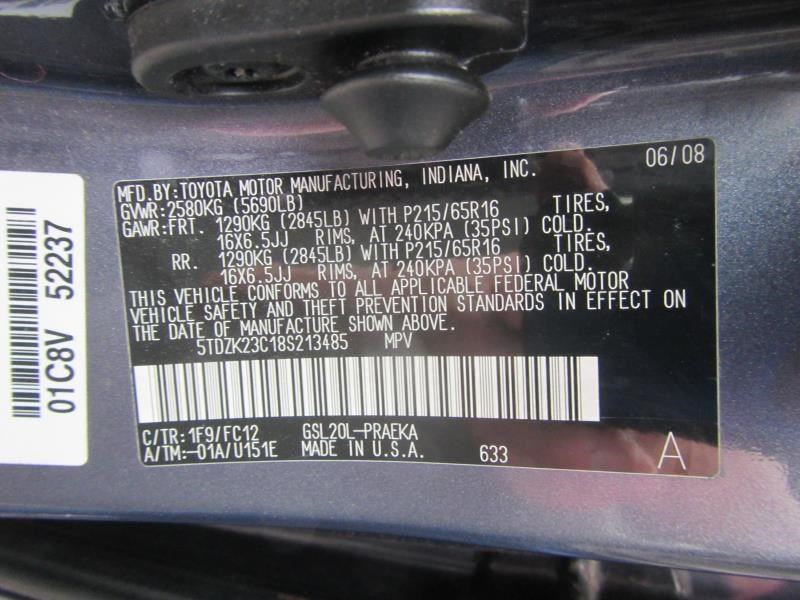 06/08
MFD.BY:TOYOTA MOTOR MANUFACTURING, INDIANA, INC.
GVWR:2580KG (5690LB)
GAWR:FRT. 1290KG (2845LB) WITH P215/65R16 TIRES,
16X6.5JJ RIMS, AT 240KPA (35PSI) COLD.
RR. 1290KG (2845LB) WITH P215/65R16 TIRES,
16X6.5JJ RIMS, AT 240KPA (35PSI) COLD.
THIS VEHICLE CONFORMS TO ALL APPLICABLE FEDERAL MOTOR
VEHICLE SAFETY AND THEFT PREVENTION STANDARDS IN EFFECT ON
THE DATE OF MANUFACTURE SHOWN ABOVE.
5TDZK23C18S213485 MPV
C/TR:1F9/FC12 GSL20L-PRAEKA
A/TM:-01A/U151E MADE IN U.S.A. 633 A
01C8V 52237